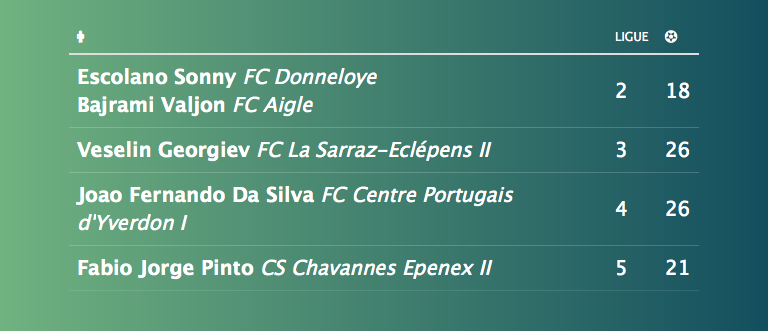 LIGUE
Escolano Sonny FC Donneloye
Bajrami Valjon FC Aigle
2 18
Veselin Georgiev FC La Sarraz-Eclépens II 3 26
Joao Fernando Da Silva FC Centre Portugais
d'Yverdon I
4 26
Fabio Jorge Pinto CS Chavannes Epenex II 5 21